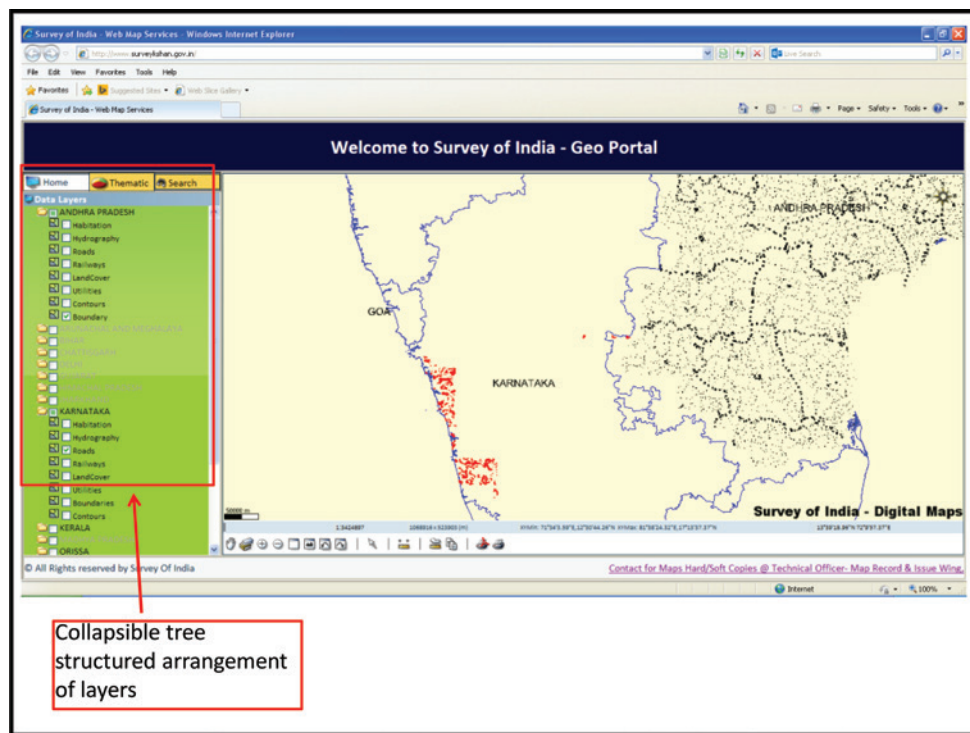 Survey of India - Web Map Services - Windows Internet Explorer
http://www.surveykshan.gov.in/
Live Search
File Edit View Favorites Tools Help
Favorites Suggested Sites Web Slice Gallery
Survey of India - Web Map Services
Page Safety Tools
Welcome to Survey of India - Geo Portal
Home Thematic Search
Data Layers
ANDHRA PRADESH
Habitation
Hydrography
Roads
Railways
LandCover
Utilities
Contours
Boundary
KARNATAKA
Habitation
Hydrography
Roads
Railways
LandCover
Utilities
Boundaries
Contours
KERALA
ORISSA
ANDHRA PRADESH
GOA
KARNATAKA
50000 m
Survey of India - Digital Maps
© All Rights reserved by Survey Of India
Contact for Maps Hard/Soft Copies @ Technical Officer- Map Record & Issue Wing,
Internet
100%
Collapsible tree
structured arrangement
of layers